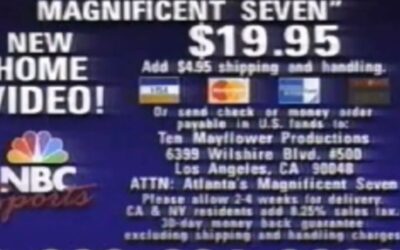 MAGNIFICENT SEVEN"
NEW
HOME
VIDEO!
$19.95
Add $4.95 shipping and handling.
VISA
MasterCard
Or send check or money order
payable in U.S. funds to:
Ten Mayflower Productions
6399 Wilshire Blvd. #500
Los Angeles, CA 90048
ATTN: Atlanta's Magnificent Seven
Please allow 2-4 weeks for delivery.
CA & NY residents add 8.25% sales tax.
30-day money back guarantee
excluding shipping and handling charges
NBC
Sports